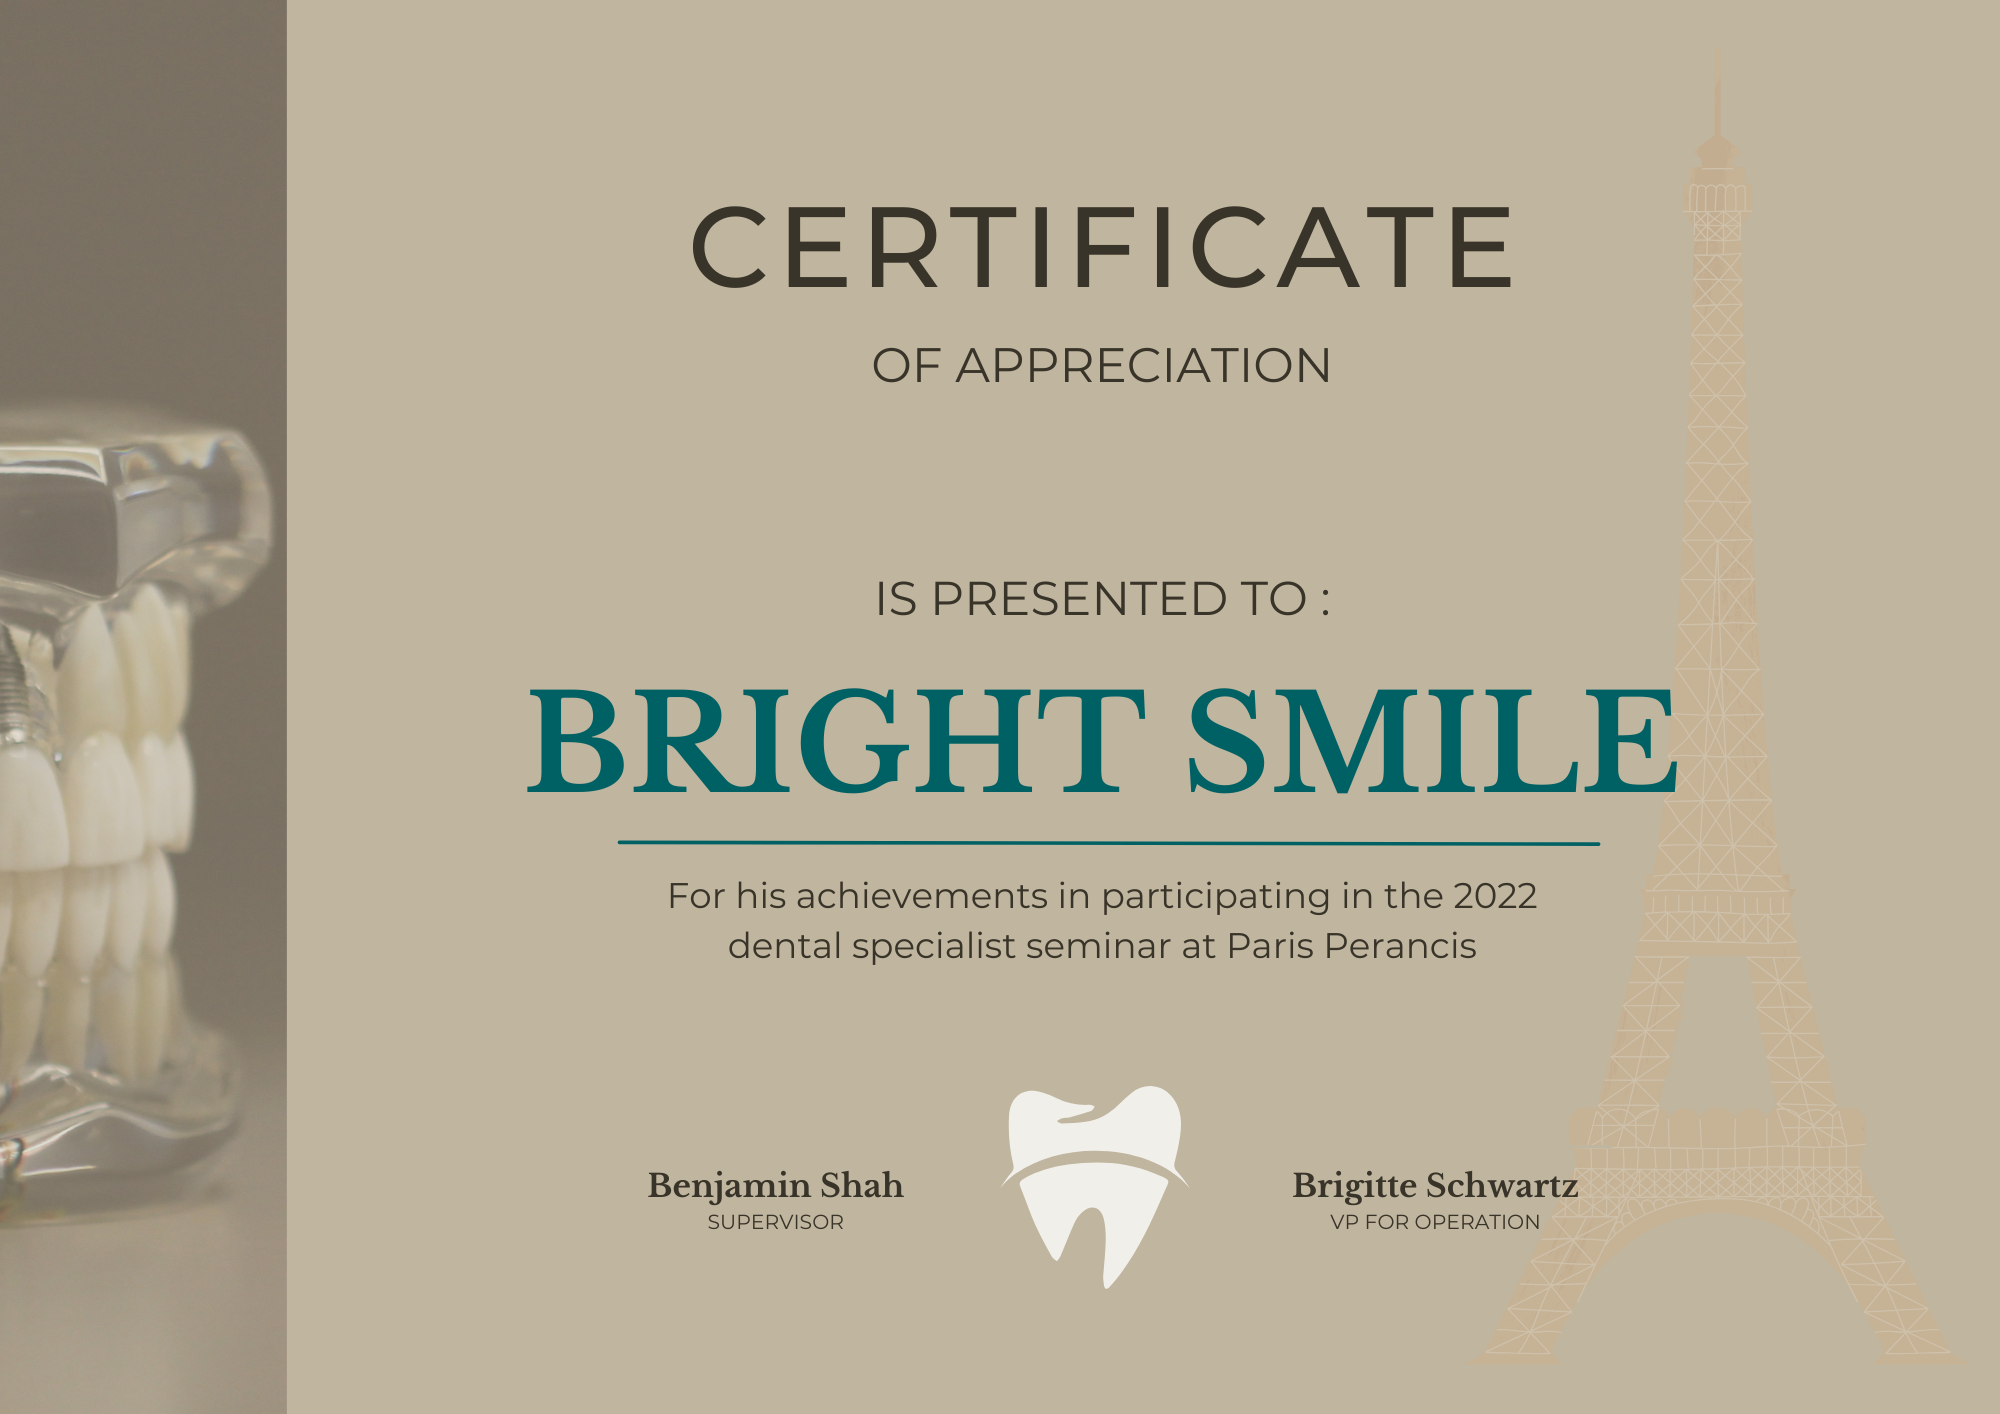 CERTIFICATE
OF APPRECIATION
IS PRESENTED TO :
BRIGHT SMILE
For his achievements in participating in the 2022
dental specialist seminar at Paris Perancis
Benjamin Shah
SUPERVISOR
Brigitte Schwartz
VP FOR OPERATION